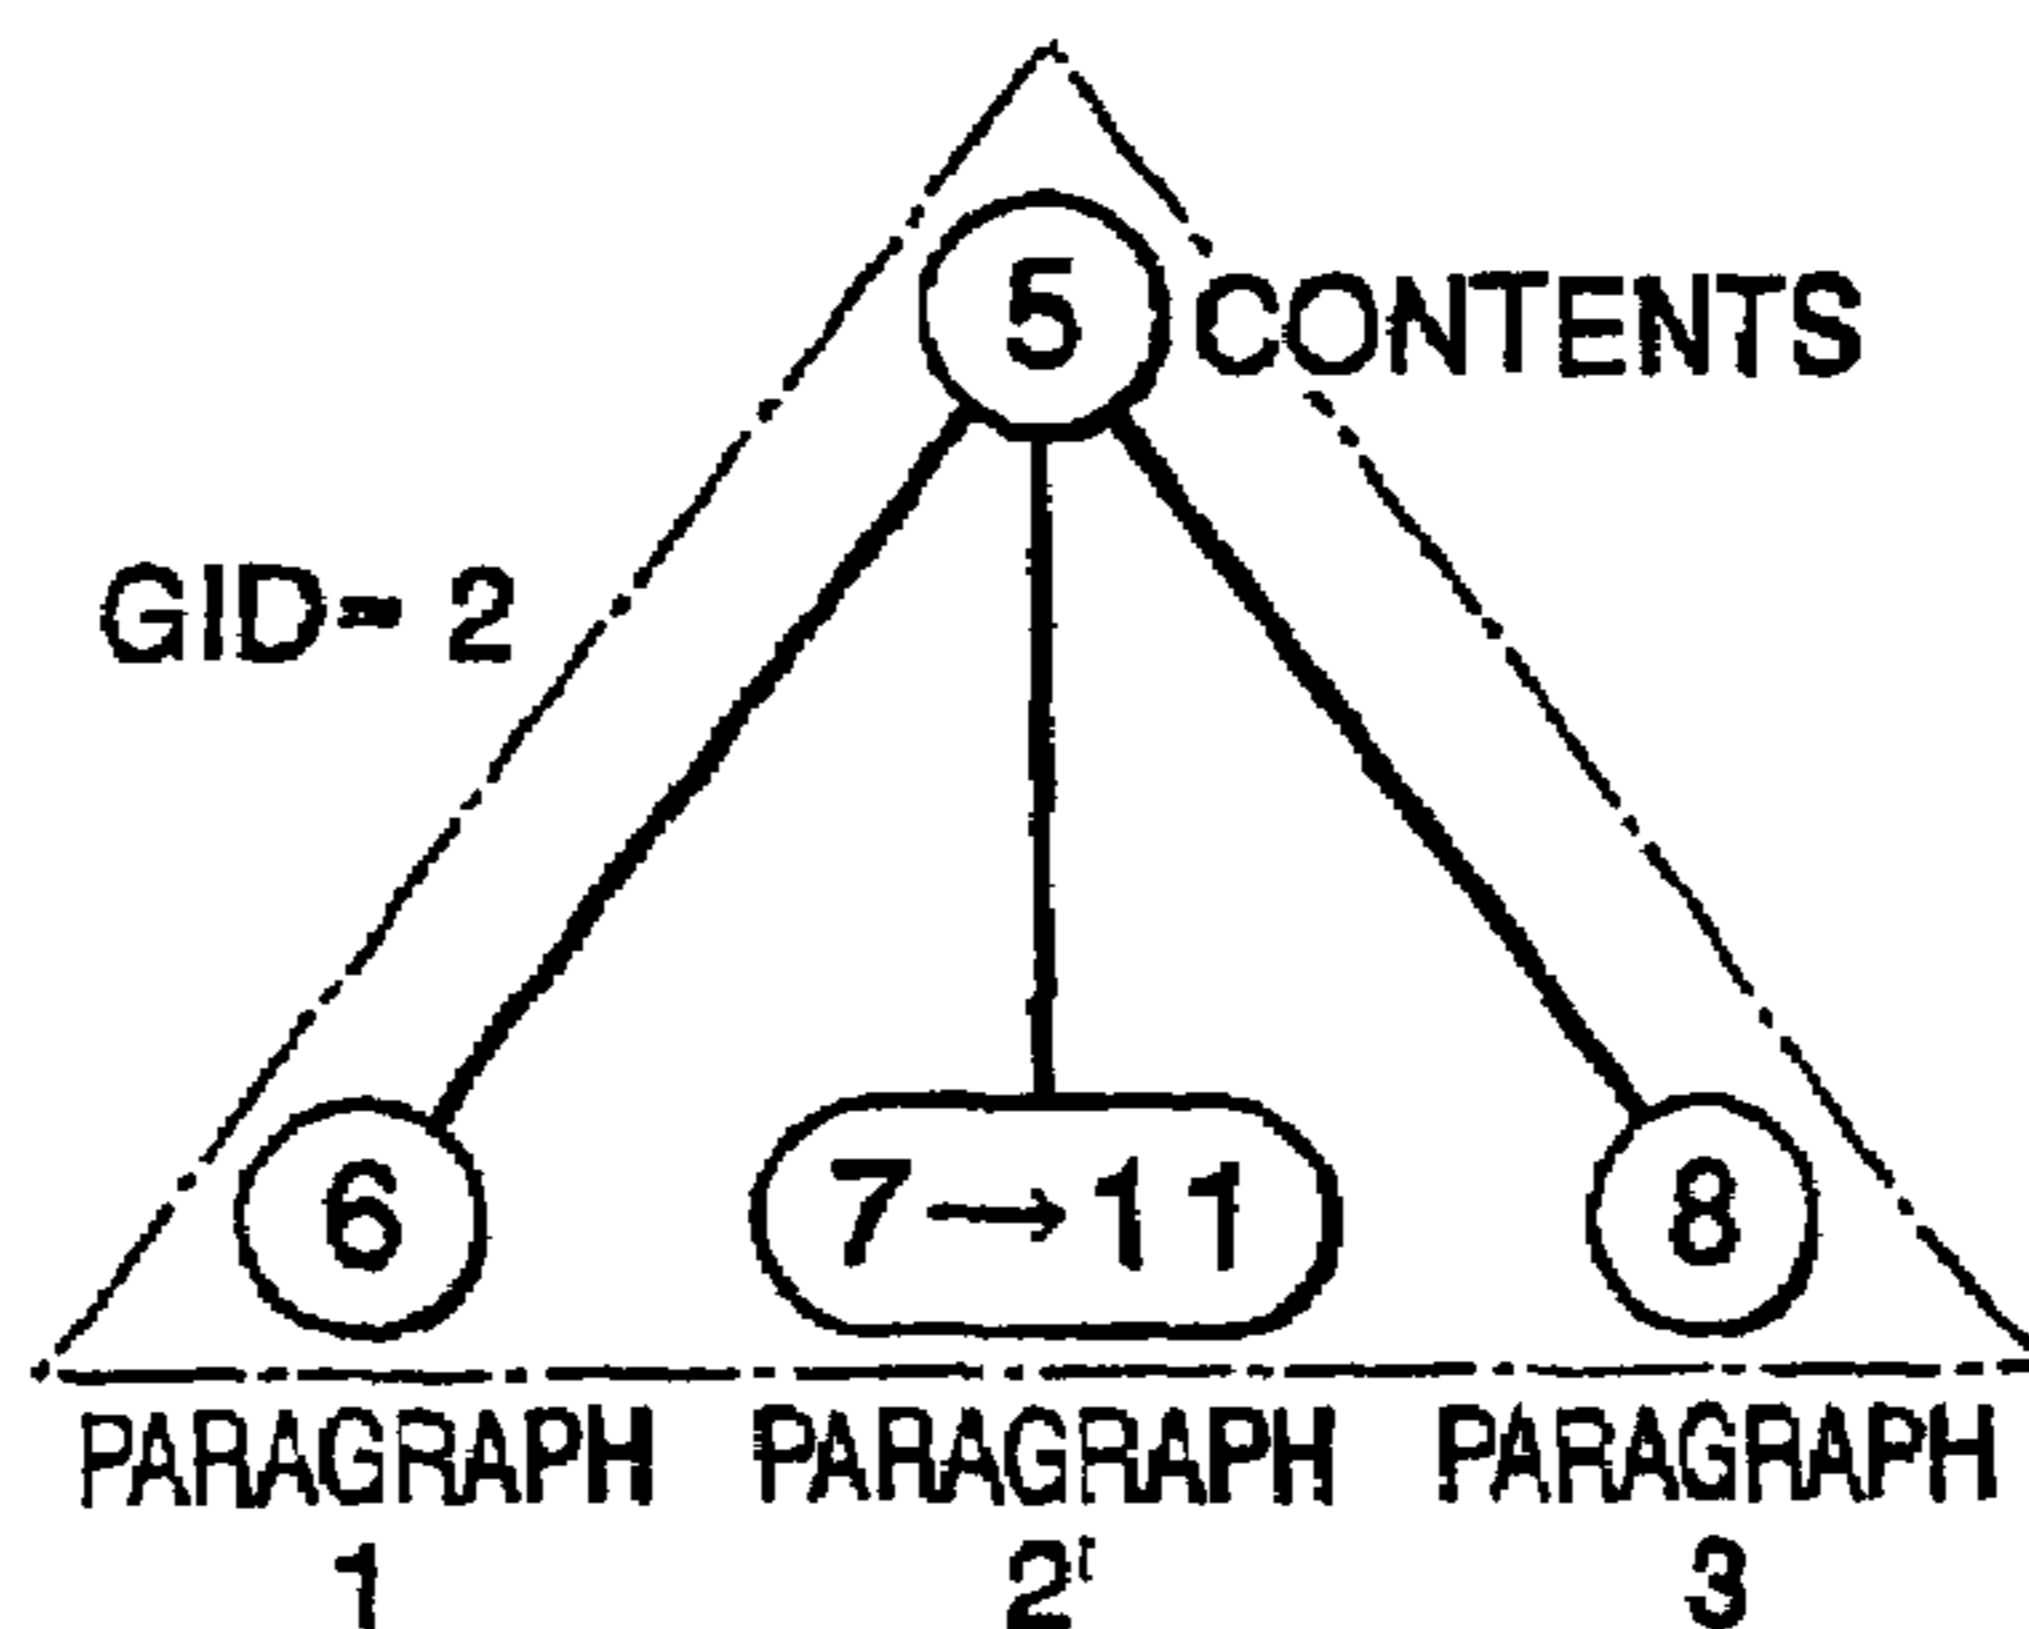 5 CONTENTS
GID= 2
6 7→11 8
PARAGRAPH PARAGRAPH PARAGRAPH
1 2' 3